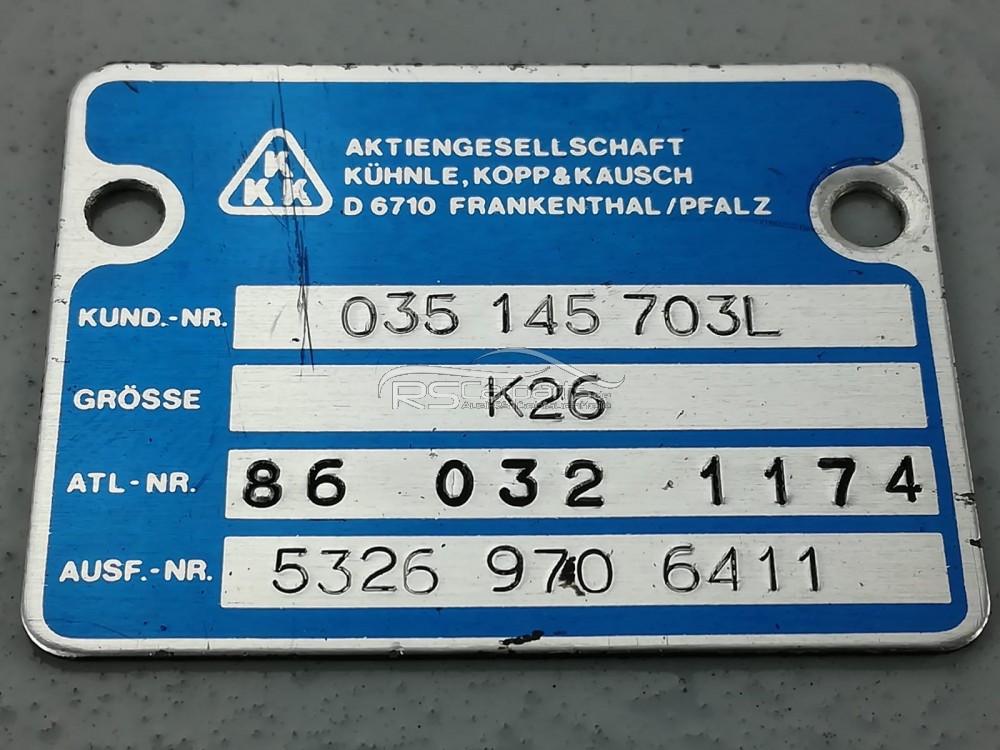 K
K K
AKTIENGESELLSCHAFT
KÜHNLE, KOPP & KAUSCH
D 6710 FRANKENTHAL/PFALZ
KUND.-NR. 035 145 703L
GRÖSSE K26
RSCarparts
ATL-NR. 86 032 1174
AUSF.-NR. 5326 970 6411